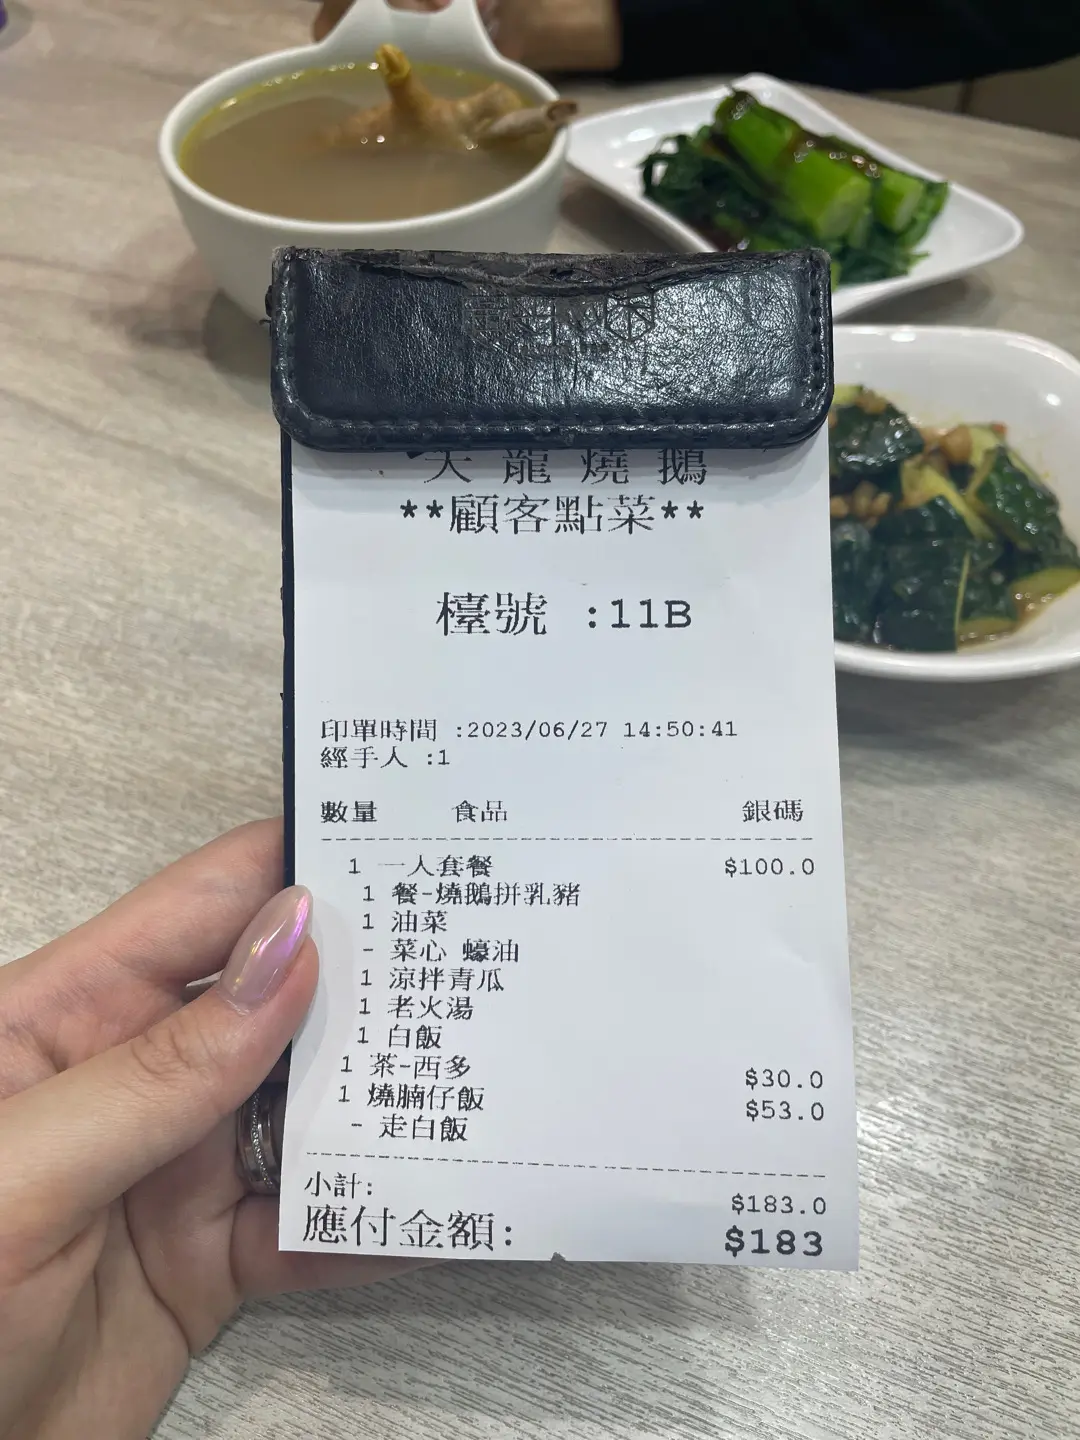 天龍燒鵝
**顧客點菜**
檯號 :11B
印單時間 :2023/06/27 14:50:41
經手人 :1
數量 食品 銀碼
1 一人套餐 $100.0
1 餐-燒鵝拼乳豬
1 油菜
- 菜心 蠔油
1 涼拌青瓜
1 老火湯
1 白飯
1 茶-西多 $30.0
1 燒腩仔飯 $53.0
- 走白飯
小計: $183.0
應付金額: $183